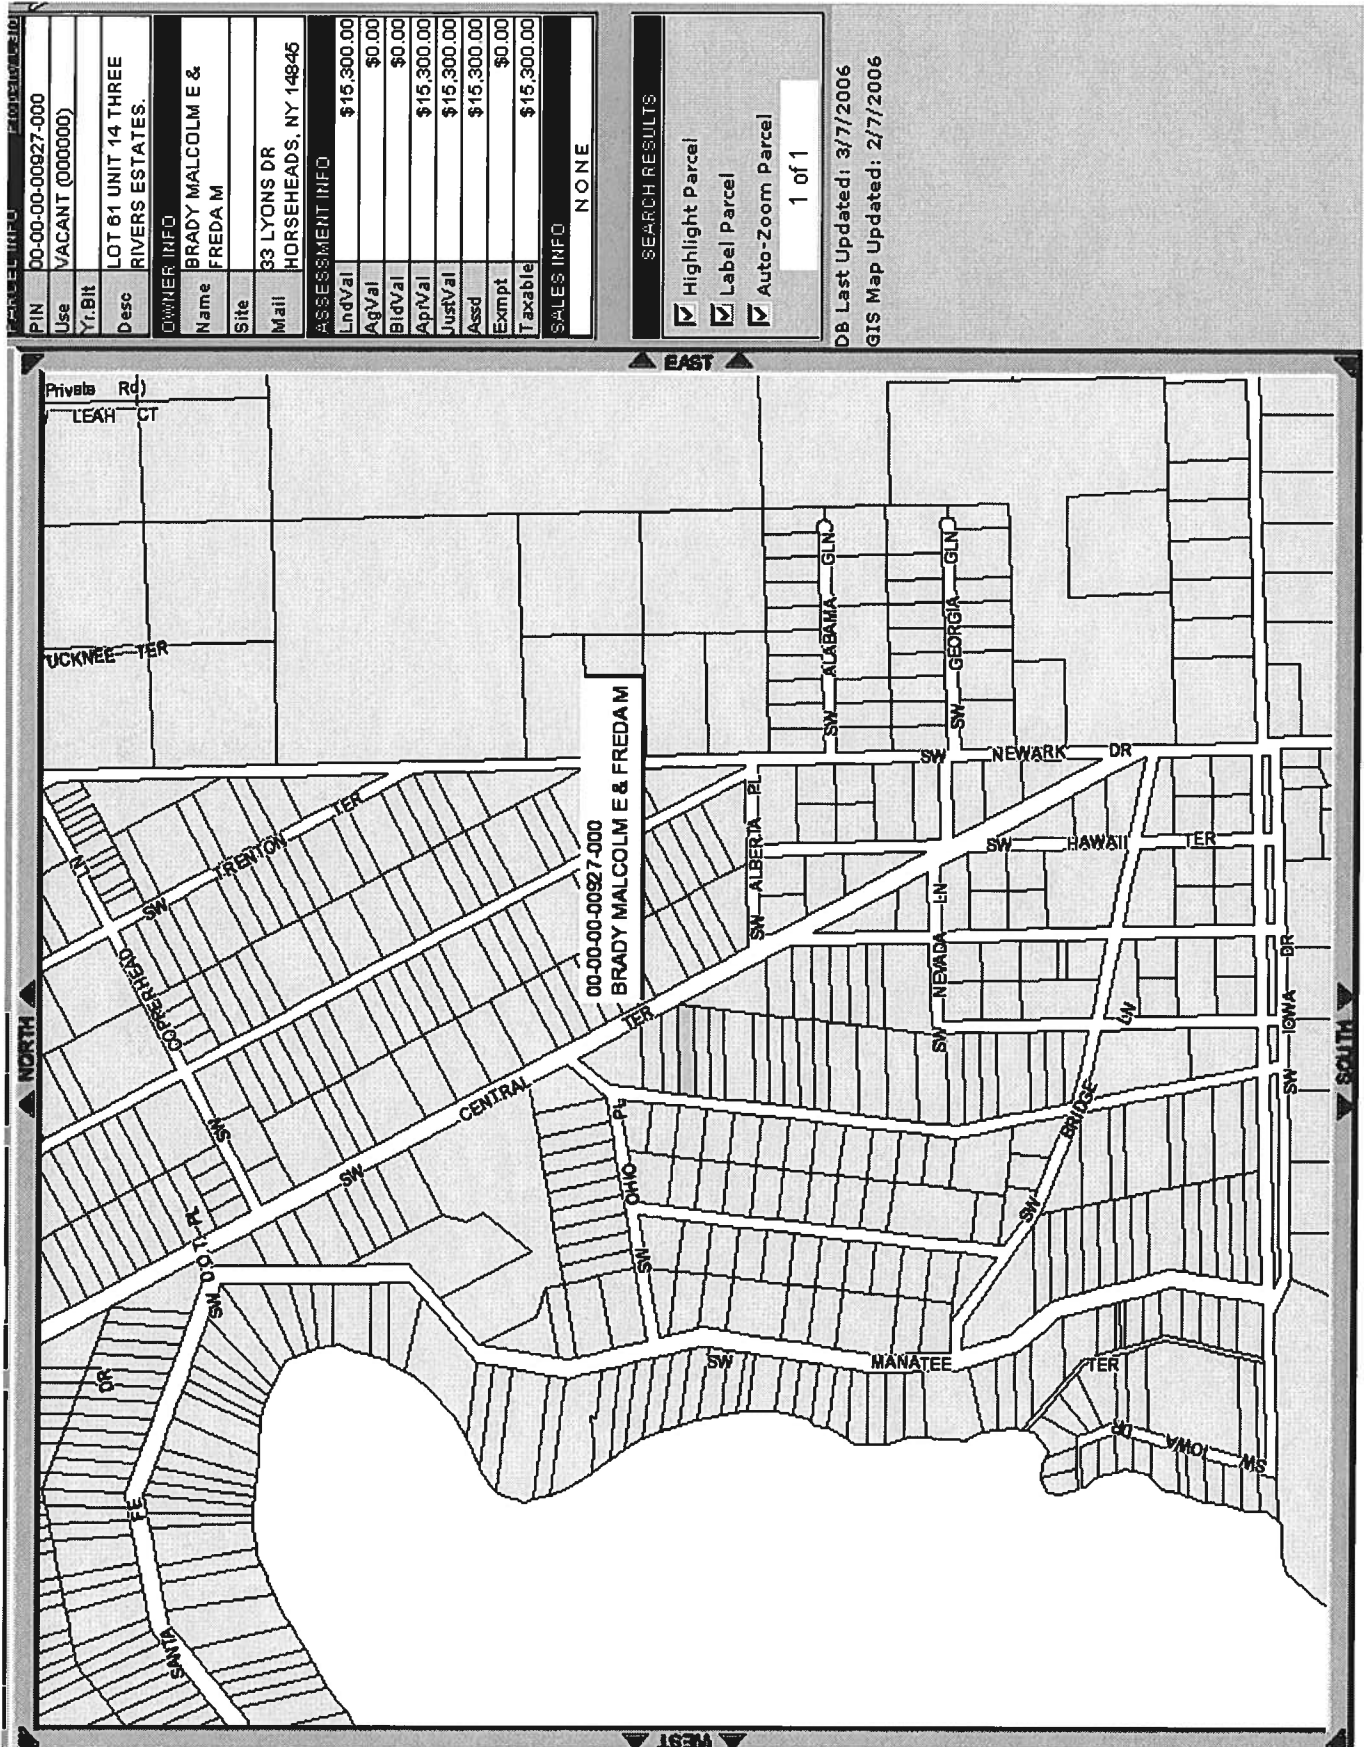 PARCEL INFO
PIN 00-00-00-00927-000
Use VACANT (000000)
Yr.Blt
Desc LOT 61 UNIT 14 THREE
RIVERS ESTATES.
OWNER INFO
Name BRADY MALCOLM E &
FREDA M
Site
Mail 33 LYONS DR
HORSEHEADS, NY 14845
ASSESSMENT INFO
LndVal $15,300.00
AgVal $0.00
BldVal $0.00
AprVal $15,300.00
JustVal $15,300.00
Assd $15,300.00
Exmpt $0.00
Taxable $15,300.00
SALES INFO
NONE
SEARCH RESULTS
Highlight Parcel
Label Parcel
Auto-Zoom Parcel
1 of 1
DB Last Updated: 3/7/2006
GIS Map Updated: 2/7/2006
NORTH
EAST
SOUTH
WEST
Private Rd)
LEAH CT
UCKNEE TER
LN
SW TRENTON TER
SW COPPERHEAD
SW CENTRAL TER
SW D.O.T. PL
SANTA FE DR
00-00-00-00927-000
BRADY MALCOLM E & FREDA M
SW OHIO PL
SW MANATEE TER
SW ALBERTA PL
SW ALABAMA GLN
SW GEORGIA GLN
SW NEWARK DR
SW HAWAII TER
SW NEVADA LN
SW BRIDGE LN
SW IOWA DR
SW IOWA DR